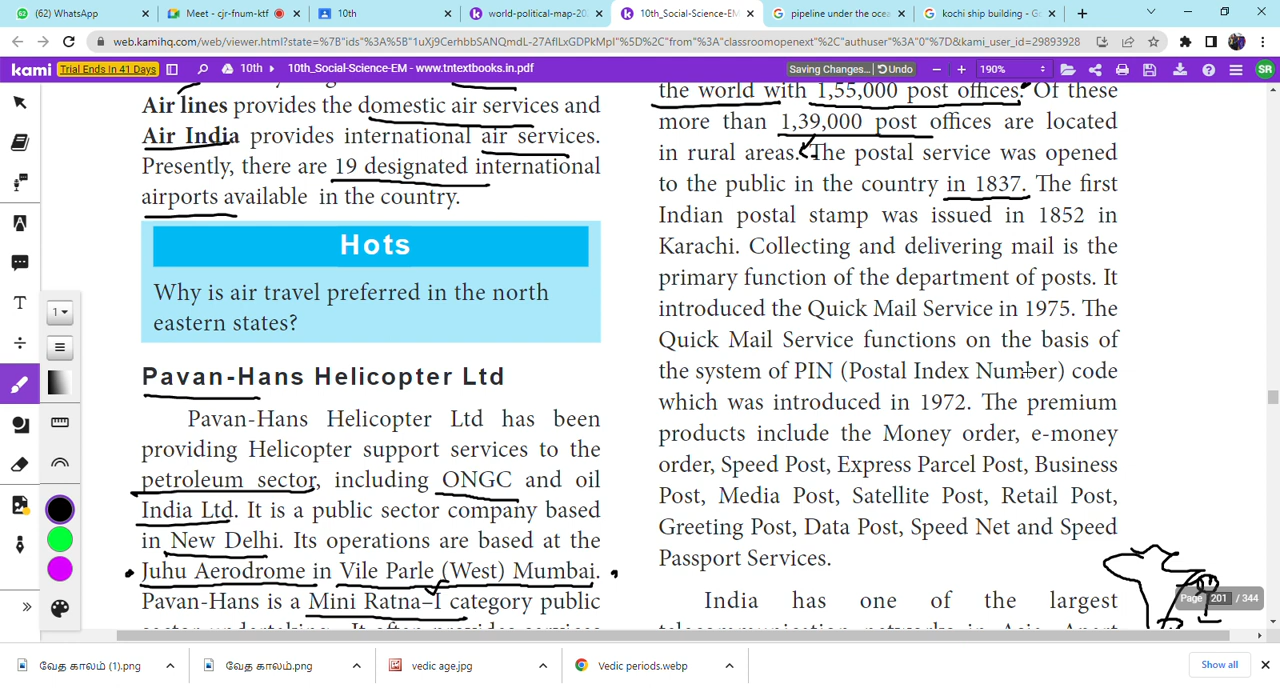 (62) WhatsApp
Meet - cjr-fnum-ktf
10th
world-political-map-202
10th_Social-Science-EM
pipeline under the ocea
kochi ship building - Go
web.kamihq.com/web/viewer.html?state=%7B"ids"%3A%5B"1uXj9CerhbbSANQmdL-27AfILxGDPkMpI"%5D%2C"from"%3A"classroomopenext"%2C"authuser"%3A"0"%7D&kami_user_id=29893928
SR
kami
Trial Ends In 41 Days
10th
10th_Social-Science-EM - www.tntextbooks.in.pdf
Saving Changes...
Undo
190%
SR
Air lines provides the domestic air services and
Air India provides international air services.
Presently, there are 19 designated international
airports available in the country.
Hots
Why is air travel preferred in the north
eastern states?
Pavan-Hans Helicopter Ltd
Pavan-Hans Helicopter Ltd has been
providing Helicopter support services to the
petroleum sector, including ONGC and oil
India Ltd. It is a public sector company based
in New Delhi. Its operations are based at the
Juhu Aerodrome in Vile Parle (West) Mumbai.
Pavan-Hans is a Mini Ratna–I category public
the world with 1,55,000 post offices. Of these
more than 1,39,000 post offices are located
in rural areas. The postal service was opened
to the public in the country in 1837. The first
Indian postal stamp was issued in 1852 in
Karachi. Collecting and delivering mail is the
primary function of the department of posts. It
introduced the Quick Mail Service in 1975. The
Quick Mail Service functions on the basis of
the system of PIN (Postal Index Number) code
which was introduced in 1972. The premium
products include the Money order, e-money
order, Speed Post, Express Parcel Post, Business
Post, Media Post, Satellite Post, Retail Post,
Greeting Post, Data Post, Speed Net and Speed
Passport Services.
India has one of the largest
1
Page 201 / 344
வேத காலம் (1).png
வேத காலம்.png
vedic age.jpg
Vedic periods.webp
Show all